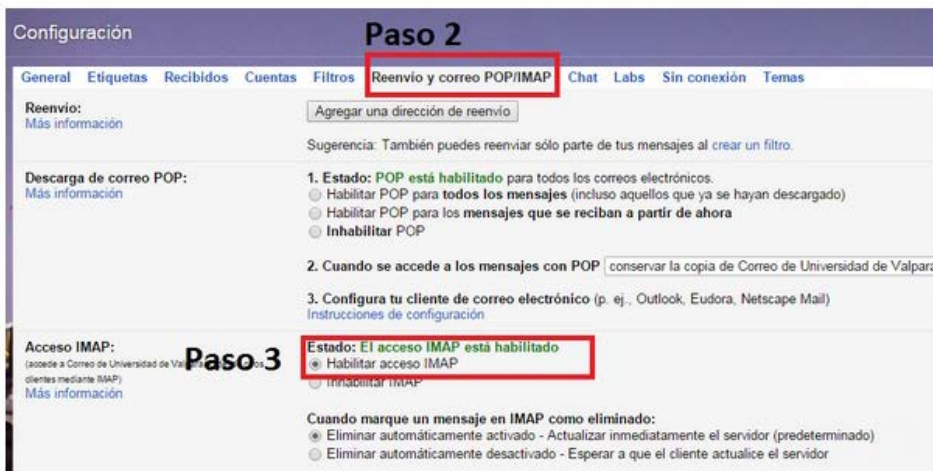 Configuración
Paso 2
General Etiquetas Recibidos Cuentas Filtros Reenvío y correo POP/IMAP Chat Labs Sin conexión Temas
Reenvío:
Más información
Agregar una dirección de reenvío
Sugerencia: También puedes reenviar sólo parte de tus mensajes al crear un filtro.
Descarga de correo POP:
Más información
1. Estado: POP está habilitado para todos los correos electrónicos.
Habilitar POP para todos los mensajes (incluso aquellos que ya se hayan descargado)
Habilitar POP para los mensajes que se reciban a partir de ahora
Inhabilitar POP
2. Cuando se accede a los mensajes con POP conservar la copia de Correo de Universidad de Valpara
3. Configura tu cliente de correo electrónico (p. ej., Outlook, Eudora, Netscape Mail)
Instrucciones de configuración
Acceso IMAP:
(accede a Correo de Universidad de
clientes mediante IMAP)
Más información
Paso 3
Estado: El acceso IMAP está habilitado
Habilitar acceso IMAP
Inhabilitar IMAP
Cuando marque un mensaje en IMAP como eliminado:
Eliminar automáticamente activado - Actualizar inmediatamente el servidor (predeterminado)
Eliminar automáticamente desactivado - Esperar a que el cliente actualice el servidor